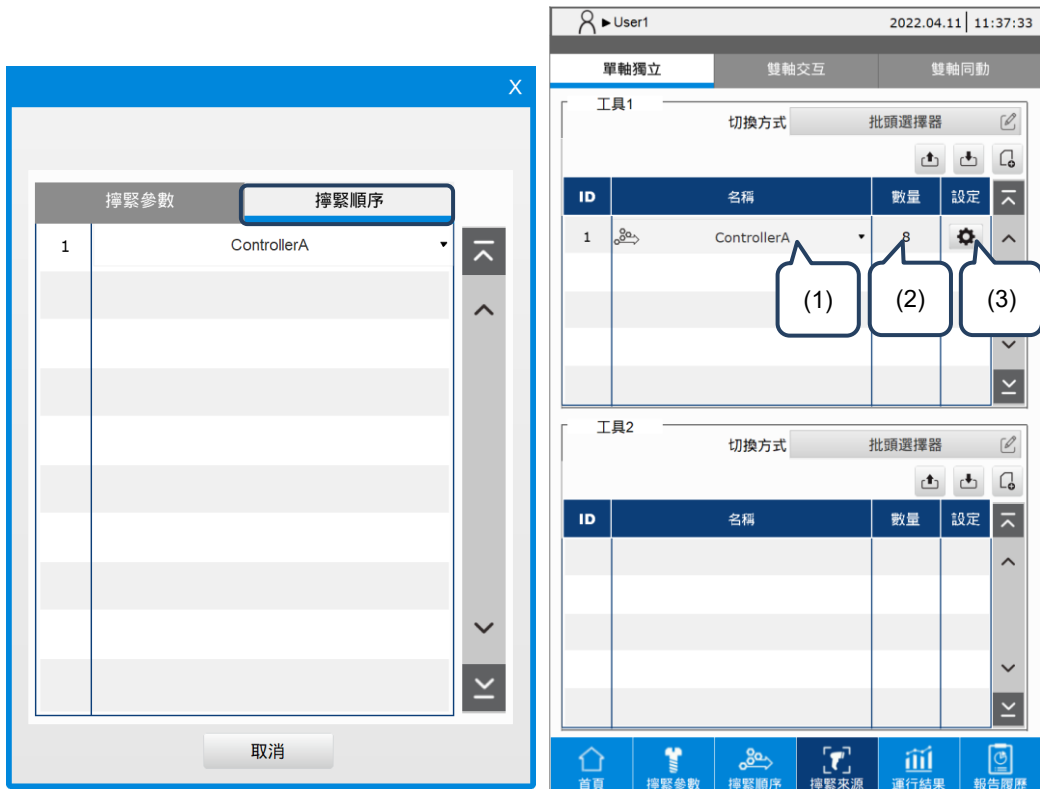 X
擰緊參數 擰緊順序
1 ControllerA
取消
User1 2022.04.11 11:37:33
單軸獨立 雙軸交互 雙軸同動
工具1
切換方式 批頭選擇器
ID 名稱 數量 設定
1 ControllerA 8
(1) (2) (3)
工具2
切換方式 批頭選擇器
ID 名稱 數量 設定
首頁 擰緊參數 擰緊順序 擰緊來源 運行結果 報告履歷